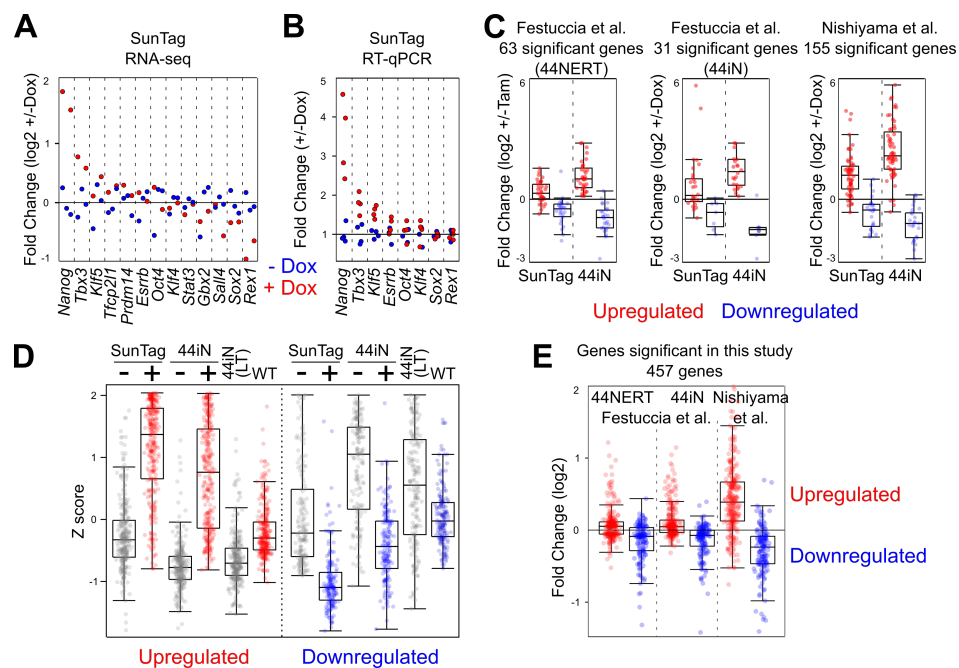 A
SunTag
RNA-seq
Fold Change (log2 +/-Dox)
2
1
0
-1
Nanog
Tbx3
Klf5
Tfcp2l1
Prdm14
Esrrb
Oct4
Klf4
Stat3
Gbx2
Sall4
Sox2
Rex1
B
SunTag
RT-qPCR
Fold Change (+/-Dox)
5
4
3
2
1
Nanog
Tbx3
Klf5
Esrrb
Oct4
Klf4
Sox2
Rex1
- Dox
+ Dox
C
Festuccia et al.
63 significant genes
(44NERT)
Fold Change (log2 +/-Tam)
6
0
-3
SunTag 44iN
Festuccia et al.
31 significant genes
(44iN)
Fold Change (log2 +/-Dox)
6
0
-3
SunTag 44iN
Nishiyama et al.
155 significant genes
Fold Change (log2 +/-Dox)
6
0
-3
SunTag 44iN
Upregulated
Downregulated
D
SunTag
44iN
44iN
(LT)
WT
- + - +
SunTag
44iN
44iN
(LT)
WT
- + - +
Z score
2
1
-0
-1
Upregulated
Downregulated
E
Genes significant in this study
457 genes
44NERT
44iN
Nishiyama
et al.
Festuccia et al.
Fold Change (log2)
2
1
0
-1
Upregulated
Downregulated